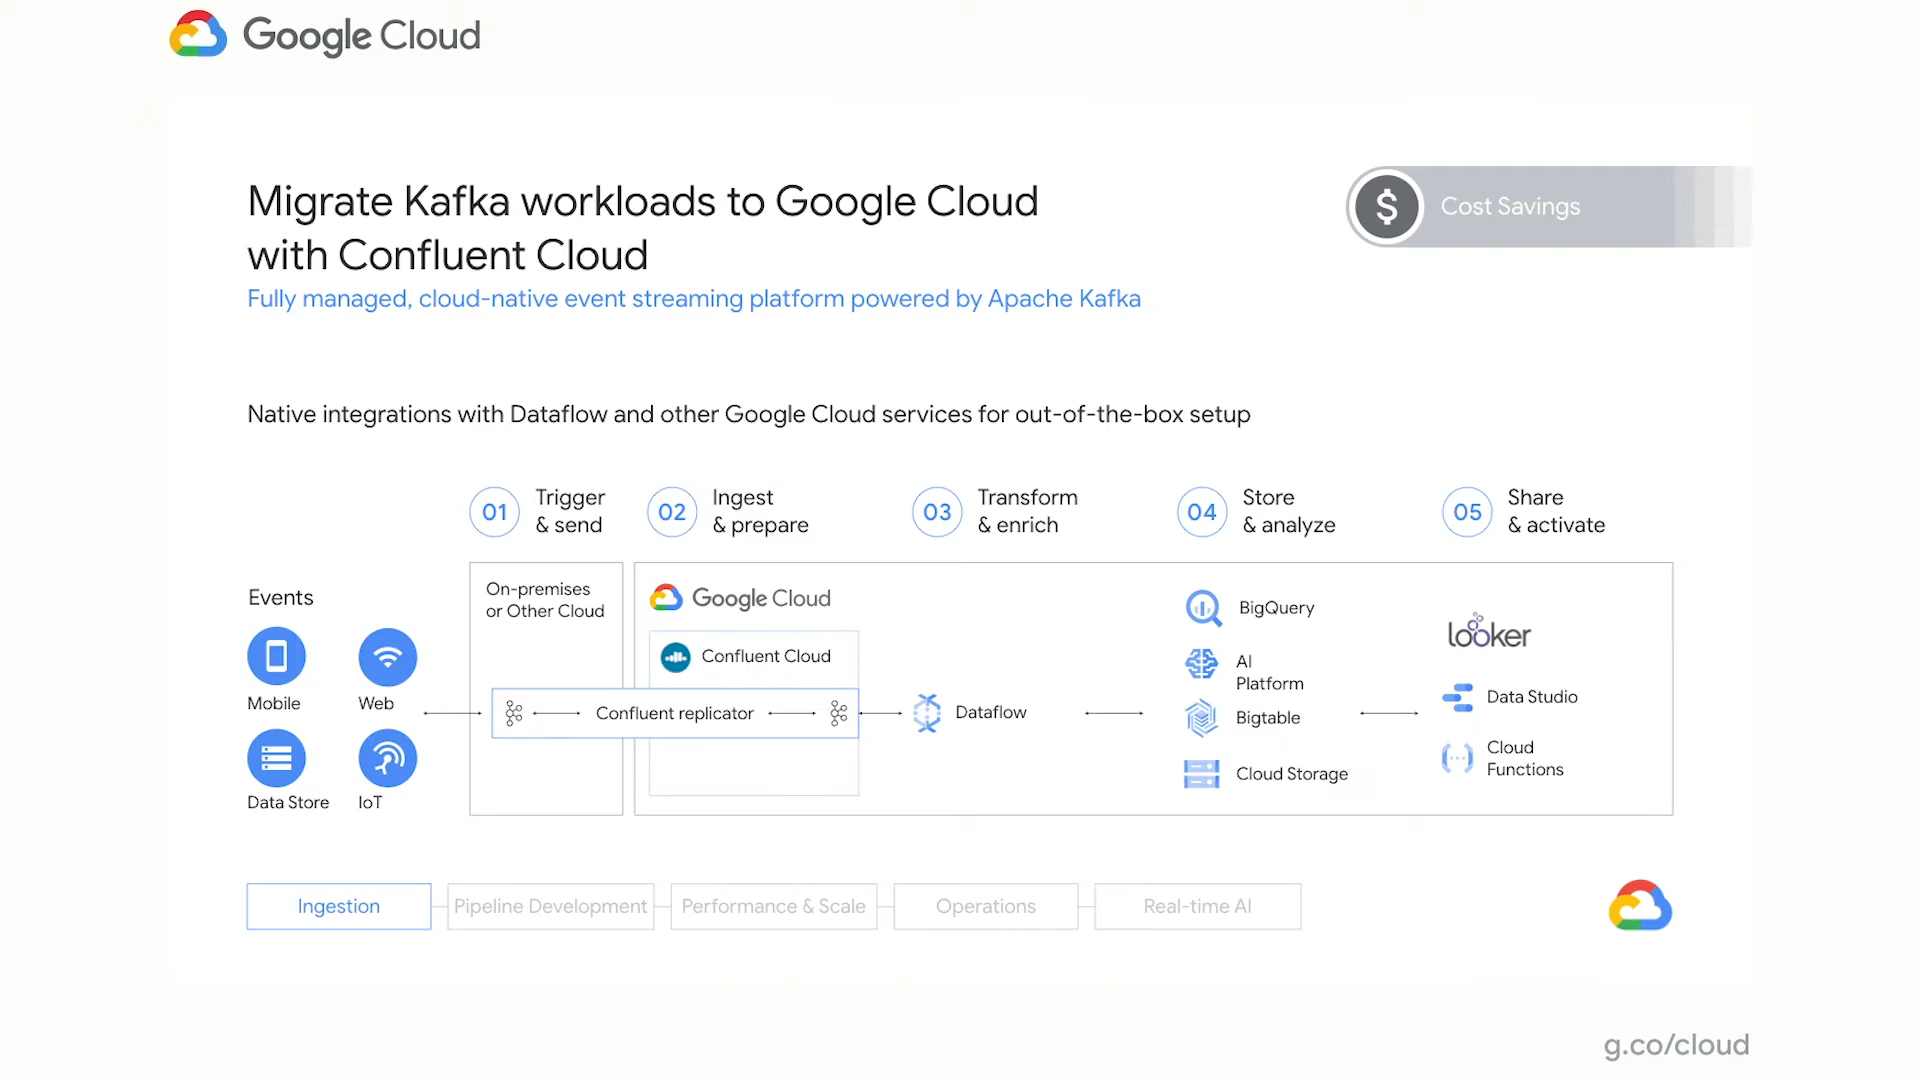 Google Cloud
Migrate Kafka workloads to Google Cloud
with Confluent Cloud
Fully managed, cloud-native event streaming platform powered by Apache Kafka
$ Cost Savings
Native integrations with Dataflow and other Google Cloud services for out-of-the-box setup
01 Trigger
& send
02 Ingest
& prepare
03 Transform
& enrich
04 Store
& analyze
05 Share
& activate
Events
Mobile
Web
Data Store
IoT
On-premises
or Other Cloud
Google Cloud
Confluent Cloud
Confluent replicator
Dataflow
BigQuery
AI
Platform
Bigtable
Cloud Storage
looker
Data Studio
Cloud
Functions
Ingestion
Pipeline Development
Performance & Scale
Operations
Real-time AI
g.co/cloud